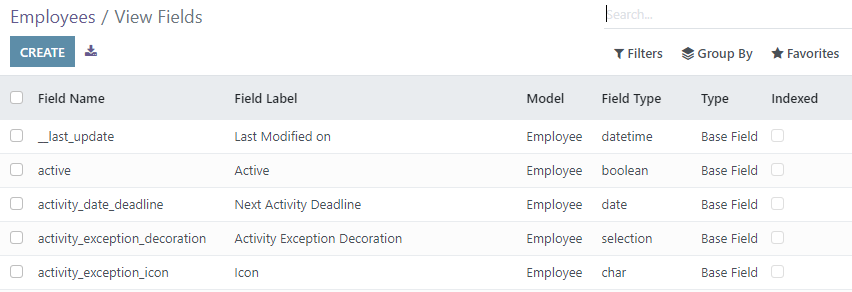 Employees / View Fields
Search...
CREATE
Filters Group By Favorites
Field Name Field Label Model Field Type Type Indexed
__last_update Last Modified on Employee datetime Base Field
active Active Employee boolean Base Field
activity_date_deadline Next Activity Deadline Employee date Base Field
activity_exception_decoration Activity Exception Decoration Employee selection Base Field
activity_exception_icon Icon Employee char Base Field